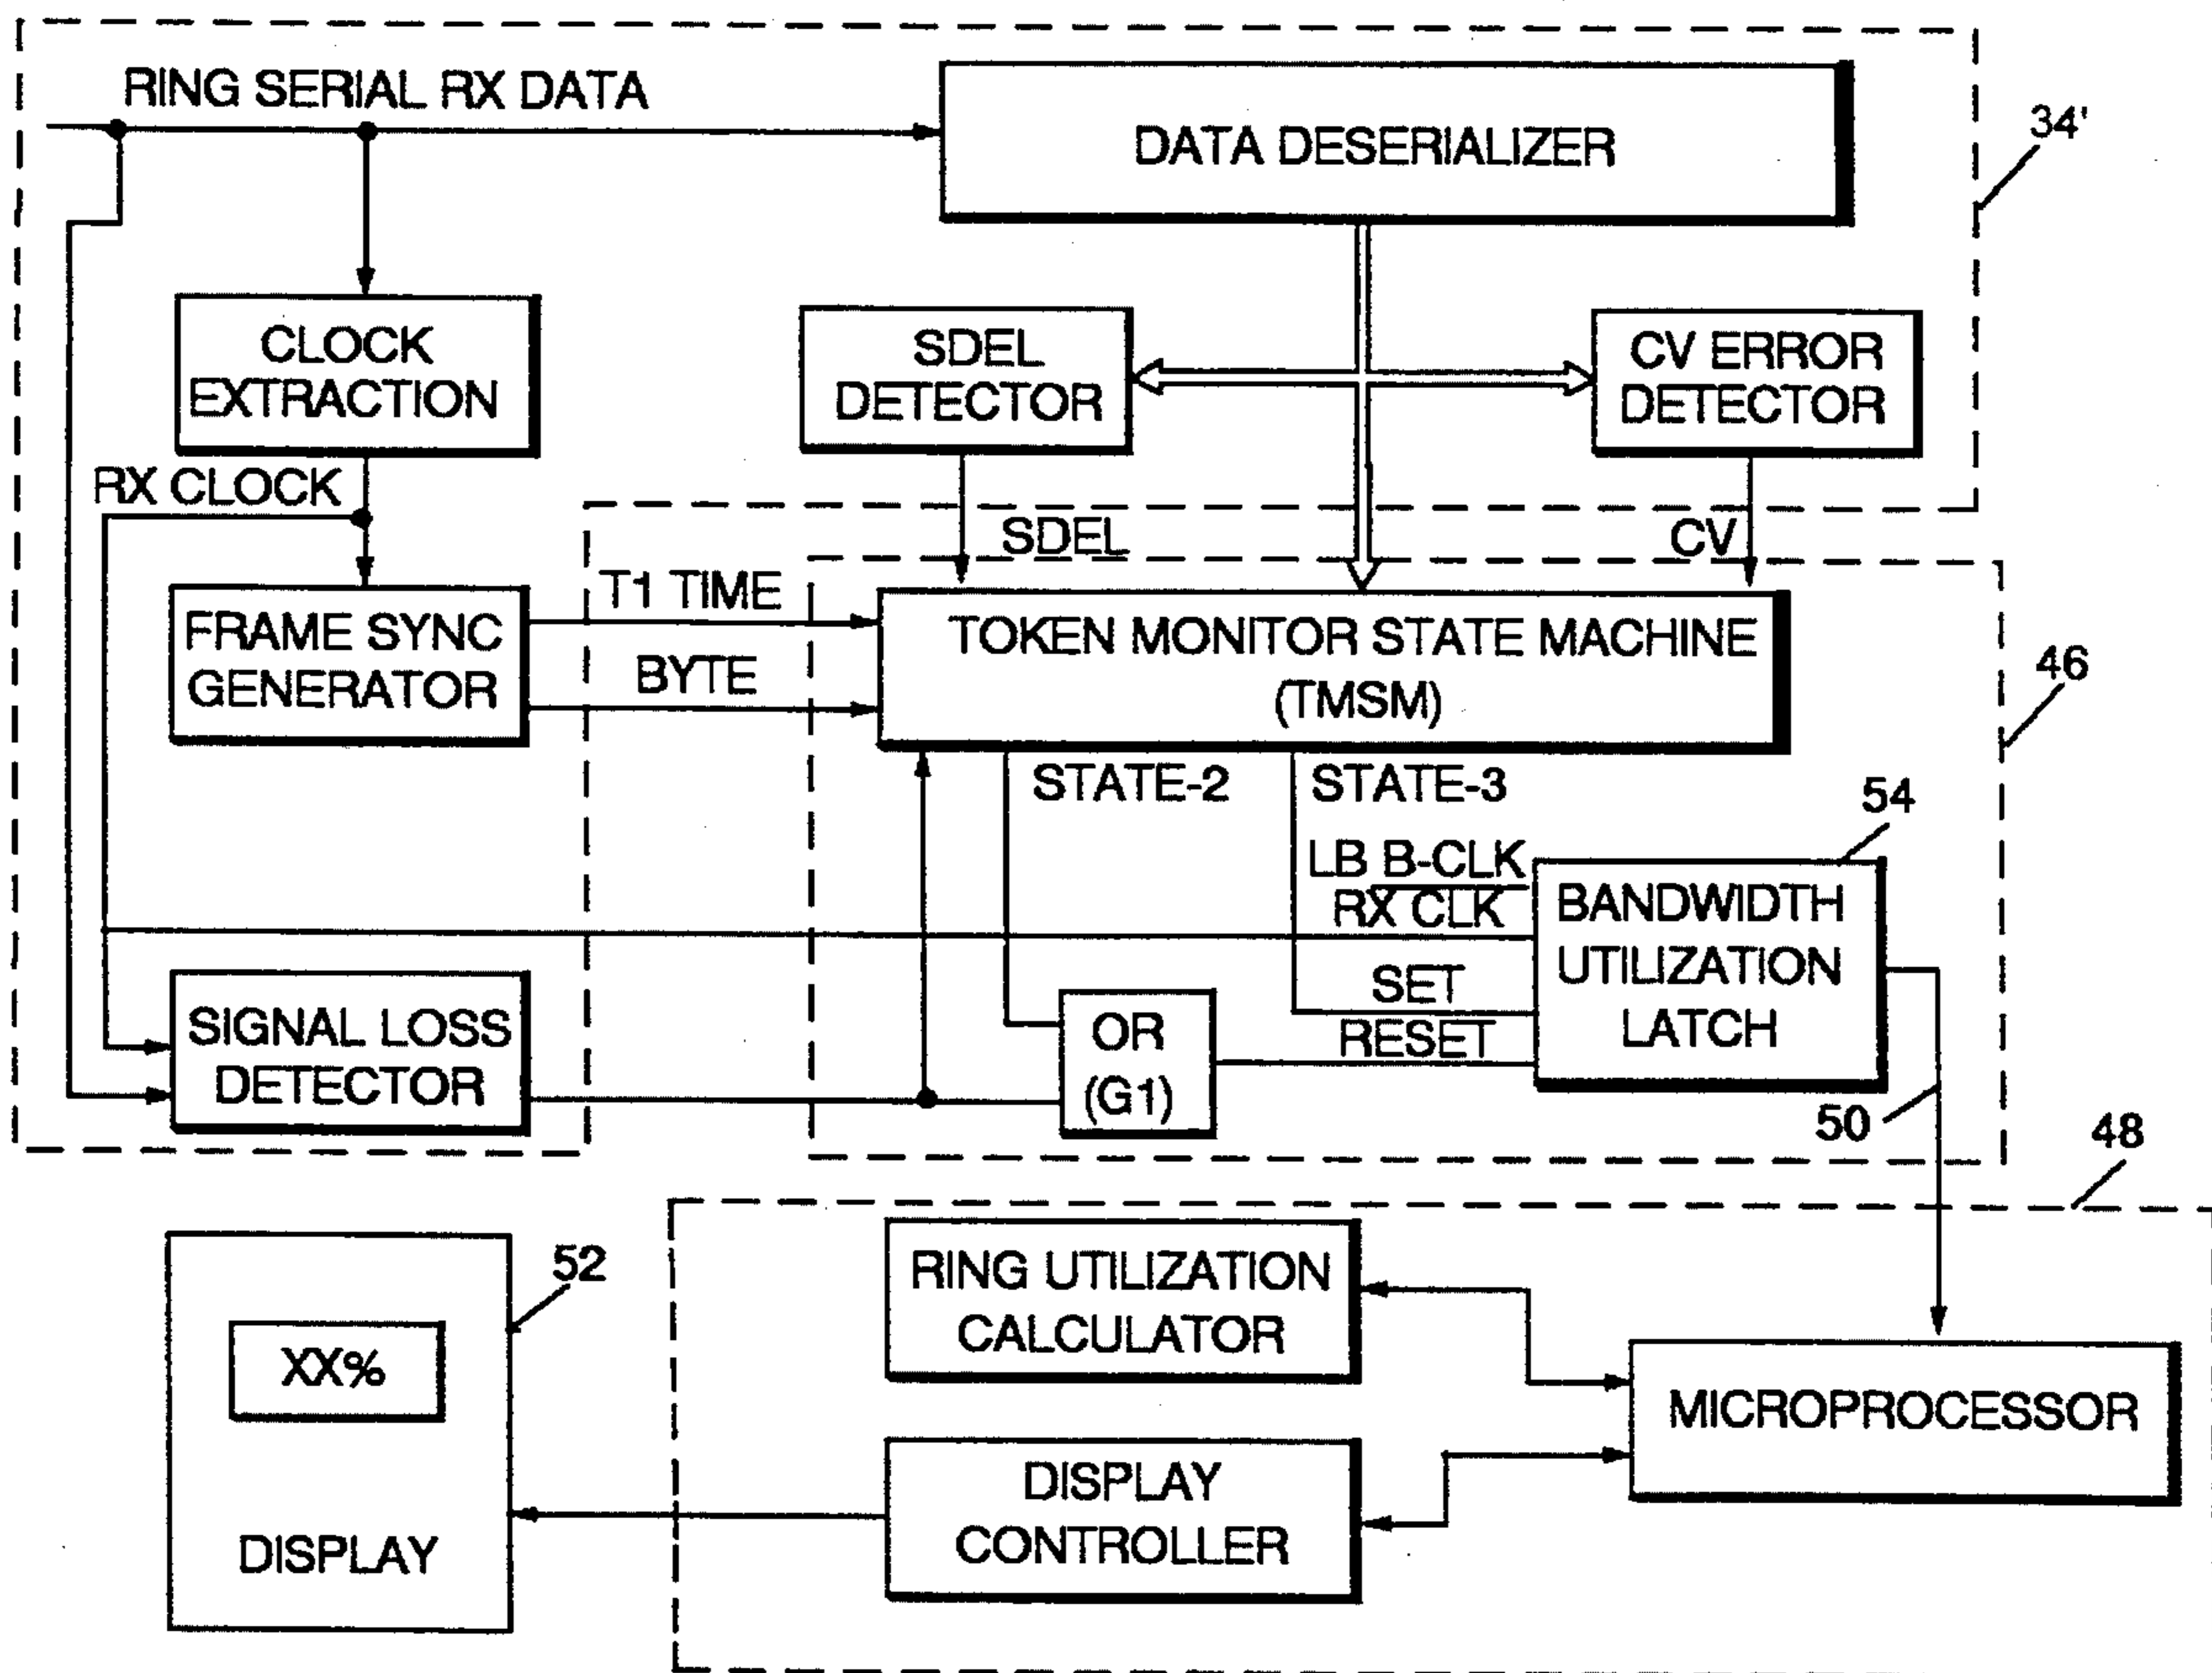 RING SERIAL RX DATA
DATA DESERIALIZER
34'
CLOCK
EXTRACTION
SDEL
DETECTOR
CV ERROR
DETECTOR
RX CLOCK
SDEL
CV
T1 TIME
BYTE
FRAME SYNC
GENERATOR
TOKEN MONITOR STATE MACHINE
(TMSM)
46
STATE-2
STATE-3
54
LB B-CLK
RX CLK
SET
RESET
BANDWIDTH
UTILIZATION
LATCH
SIGNAL LOSS
DETECTOR
OR
(G1)
50
48
52
XX%
DISPLAY
RING UTILIZATION
CALCULATOR
DISPLAY
CONTROLLER
MICROPROCESSOR